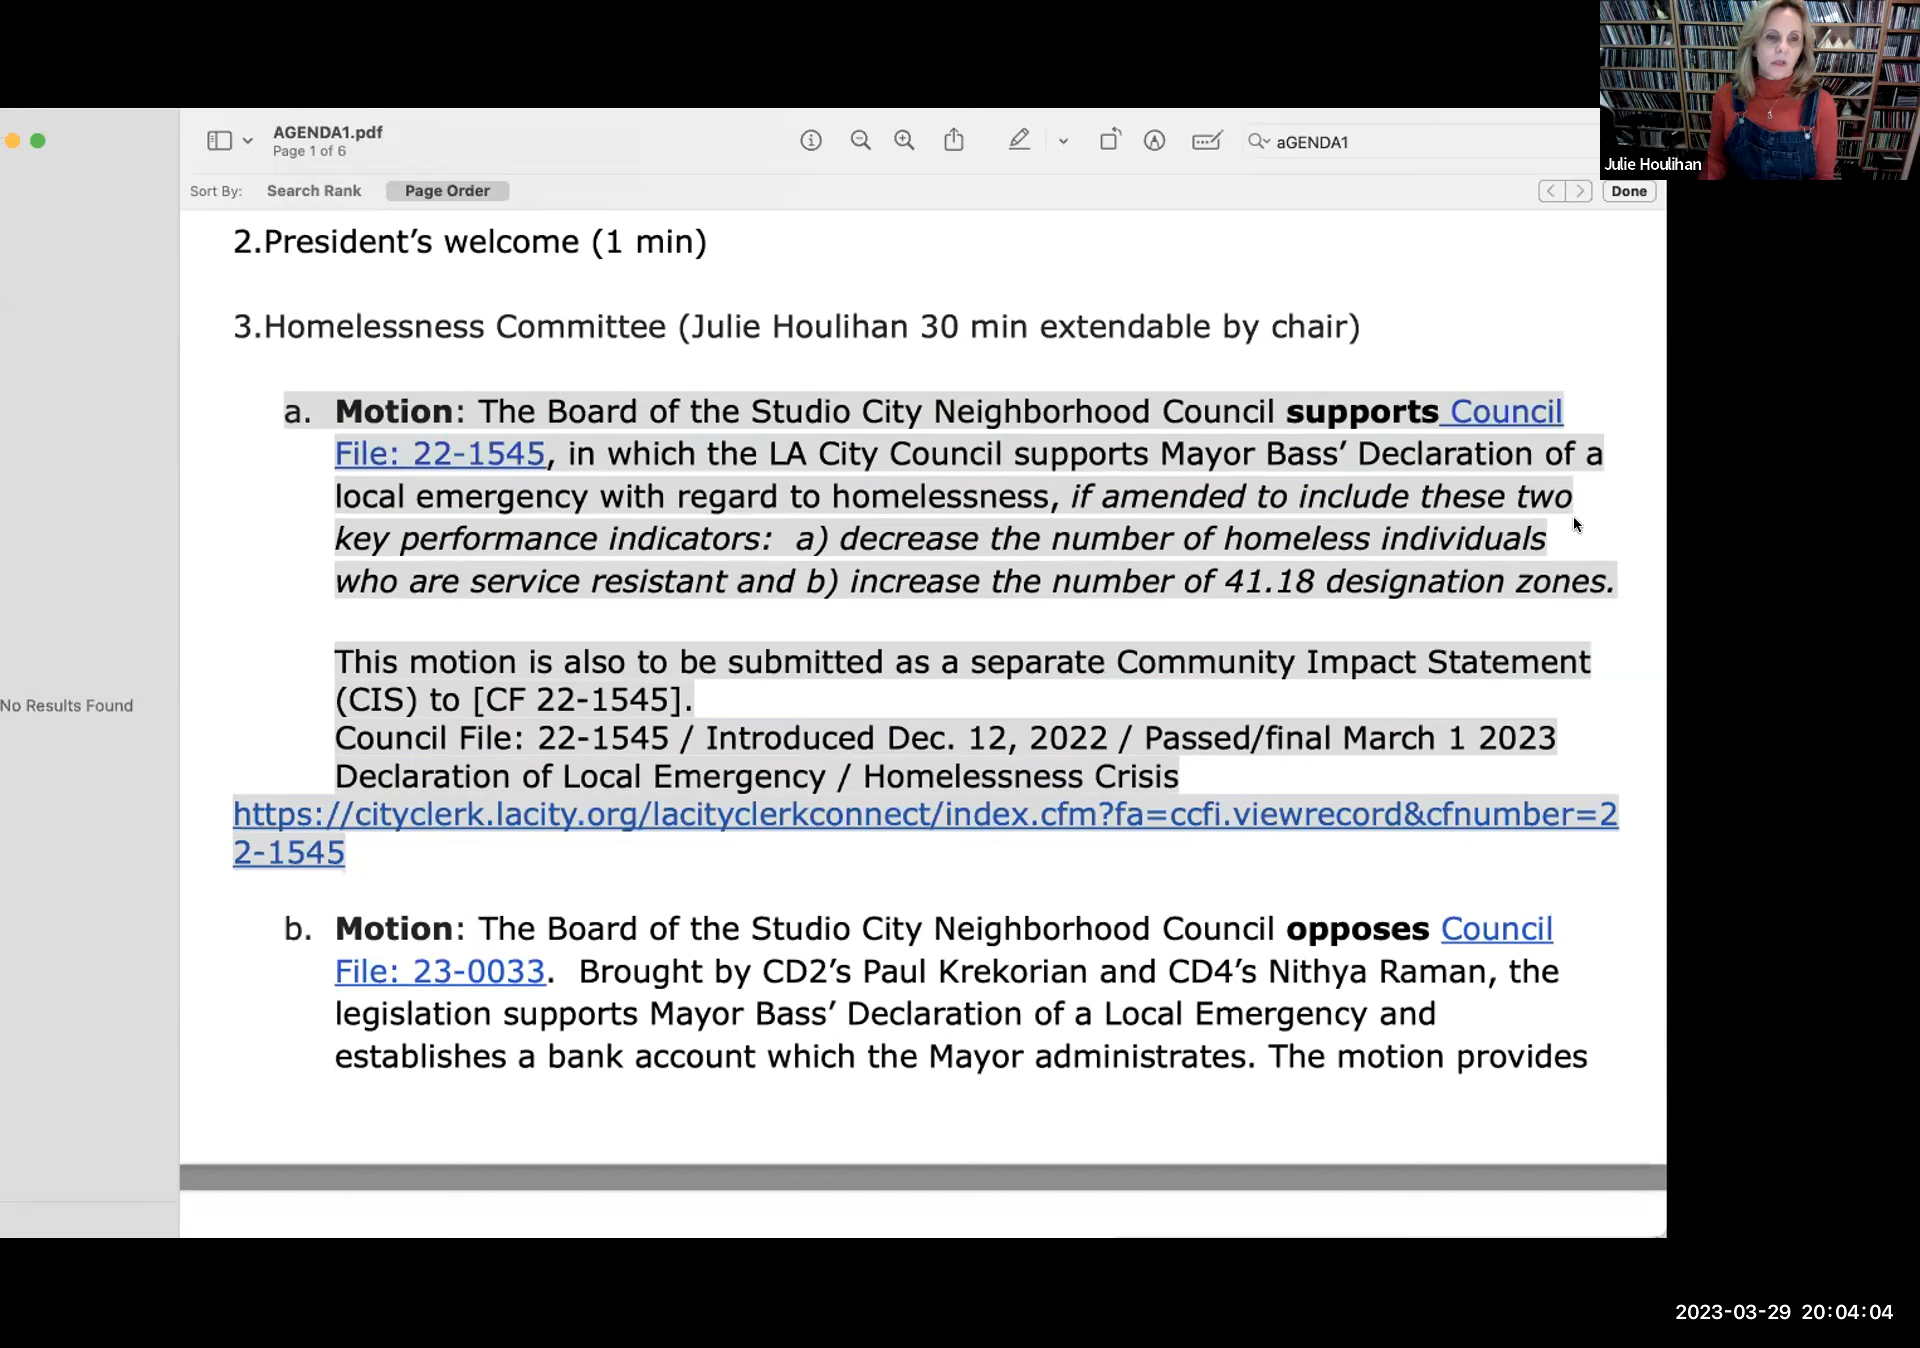 Julie Houlihan
AGENDA1.pdf
Page 1 of 6
aGENDA1
Sort By: Search Rank Page Order Done
2.President’s welcome (1 min)
3.Homelessness Committee (Julie Houlihan 30 min extendable by chair)
a. Motion: The Board of the Studio City Neighborhood Council supports Council
File: 22-1545, in which the LA City Council supports Mayor Bass’ Declaration of a
local emergency with regard to homelessness, if amended to include these two
key performance indicators: a) decrease the number of homeless individuals
who are service resistant and b) increase the number of 41.18 designation zones.
This motion is also to be submitted as a separate Community Impact Statement
(CIS) to [CF 22-1545].
Council File: 22-1545 / Introduced Dec. 12, 2022 / Passed/final March 1 2023
Declaration of Local Emergency / Homelessness Crisis
https://cityclerk.lacity.org/lacityclerkconnect/index.cfm?fa=ccfi.viewrecord&cfnumber=2
2-1545
No Results Found
b. Motion: The Board of the Studio City Neighborhood Council opposes Council
File: 23-0033. Brought by CD2’s Paul Krekorian and CD4’s Nithya Raman, the
legislation supports Mayor Bass’ Declaration of a Local Emergency and
establishes a bank account which the Mayor administrates. The motion provides
2023-03-29 20:04:04